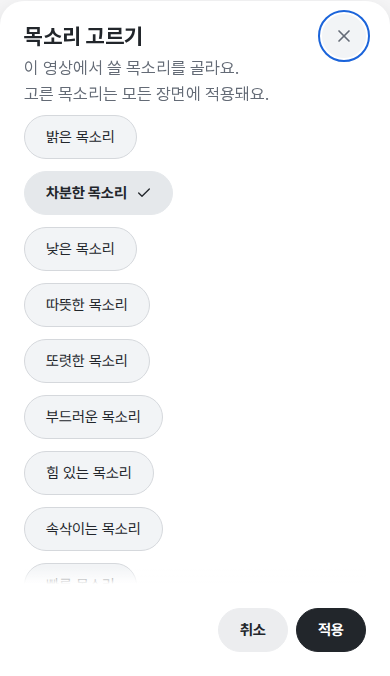 목소리 고르기
이 영상에서 쓸 목소리를 골라요.
고른 목소리는 모든 장면에 적용돼요.
밝은 목소리
차분한 목소리
낮은 목소리
따뜻한 목소리
또렷한 목소리
부드러운 목소리
힘 있는 목소리
속삭이는 목소리
목소리
취소
적용